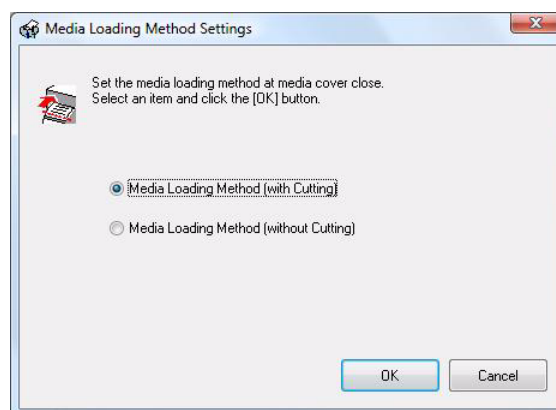 Media Loading Method Settings
Set the media loading method at media cover close.
Select an item and click the [OK] button.
Media Loading Method (with Cutting)
Media Loading Method (without Cutting)
OK
Cancel